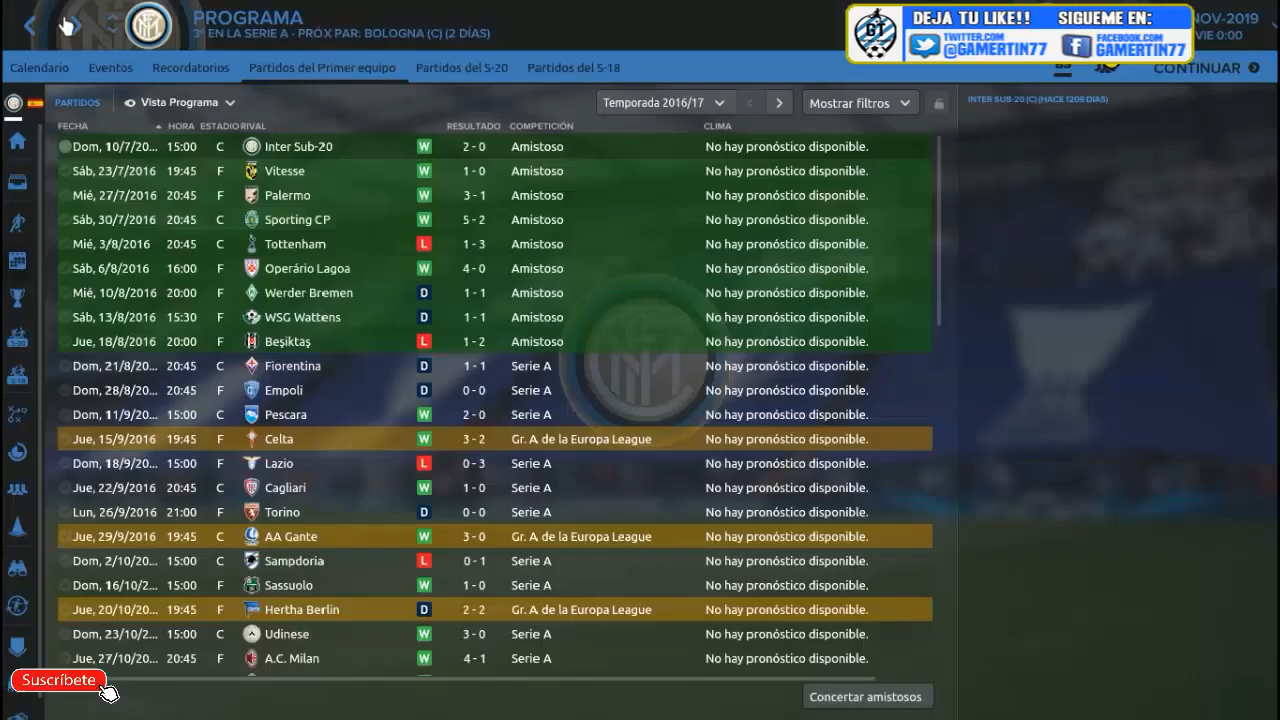 PROGRAMA
3º EN LA SERIE A - PRÓX PAR: BOLOGNA (C) (2 DÍAS)
DEJA TU LIKE!! SIGUEME EN:
TWITTER.COM
@GAMERTIN77
FACEBOOK.COM
GAMERTIN77
NOV-2019
VIE 0:00
Calendario Eventos Recordatorios Partidos del Primer equipo Partidos del S-20 Partidos del S-18
CONTINUAR
PARTIDOS Vista Programa Temporada 2016/17 Mostrar filtros
INTER SUB-20 (C) (HACE 1209 DÍAS)
FECHA HORA ESTADIO RIVAL RESULTADO COMPETICIÓN CLIMA
Dom, 10/7/20... 15:00 C Inter Sub-20 W 2 - 0 Amistoso No hay pronóstico disponible.
Sáb, 23/7/2016 19:45 F Vitesse W 1 - 0 Amistoso No hay pronóstico disponible.
Mié, 27/7/2016 20:45 F Palermo W 3 - 1 Amistoso No hay pronóstico disponible.
Sáb, 30/7/2016 20:45 C Sporting CP W 5 - 2 Amistoso No hay pronóstico disponible.
Mié, 3/8/2016 20:45 C Tottenham L 1 - 3 Amistoso No hay pronóstico disponible.
Sáb, 6/8/2016 16:00 F Operário Lagoa W 4 - 0 Amistoso No hay pronóstico disponible.
Mié, 10/8/2016 20:00 F Werder Bremen D 1 - 1 Amistoso No hay pronóstico disponible.
Sáb, 13/8/2016 15:30 F WSG Wattens D 1 - 1 Amistoso No hay pronóstico disponible.
Jue, 18/8/2016 20:00 F Beşiktaş L 1 - 2 Amistoso No hay pronóstico disponible.
Dom, 21/8/20... 20:45 C Fiorentina D 1 - 1 Serie A No hay pronóstico disponible.
Dom, 28/8/20... 20:45 F Empoli D 0 - 0 Serie A No hay pronóstico disponible.
Dom, 11/9/20... 15:00 C Pescara W 2 - 0 Serie A No hay pronóstico disponible.
Jue, 15/9/2016 19:45 F Celta W 3 - 2 Gr. A de la Europa League No hay pronóstico disponible.
Dom, 18/9/20... 15:00 F Lazio L 0 - 3 Serie A No hay pronóstico disponible.
Jue, 22/9/2016 20:45 C Cagliari W 1 - 0 Serie A No hay pronóstico disponible.
Lun, 26/9/2016 21:00 F Torino D 0 - 0 Serie A No hay pronóstico disponible.
Jue, 29/9/2016 19:45 C AA Gante W 3 - 0 Gr. A de la Europa League No hay pronóstico disponible.
Dom, 2/10/20... 15:00 C Sampdoria L 0 - 1 Serie A No hay pronóstico disponible.
Dom, 16/10/2... 15:00 F Sassuolo W 1 - 0 Serie A No hay pronóstico disponible.
Jue, 20/10/20... 19:45 F Hertha Berlin D 2 - 2 Gr. A de la Europa League No hay pronóstico disponible.
Dom, 23/10/2... 15:00 C Udinese W 3 - 0 Serie A No hay pronóstico disponible.
Jue, 27/10/20... 20:45 F A.C. Milan W 4 - 1 Serie A No hay pronóstico disponible.
Suscríbete
Concertar amistosos